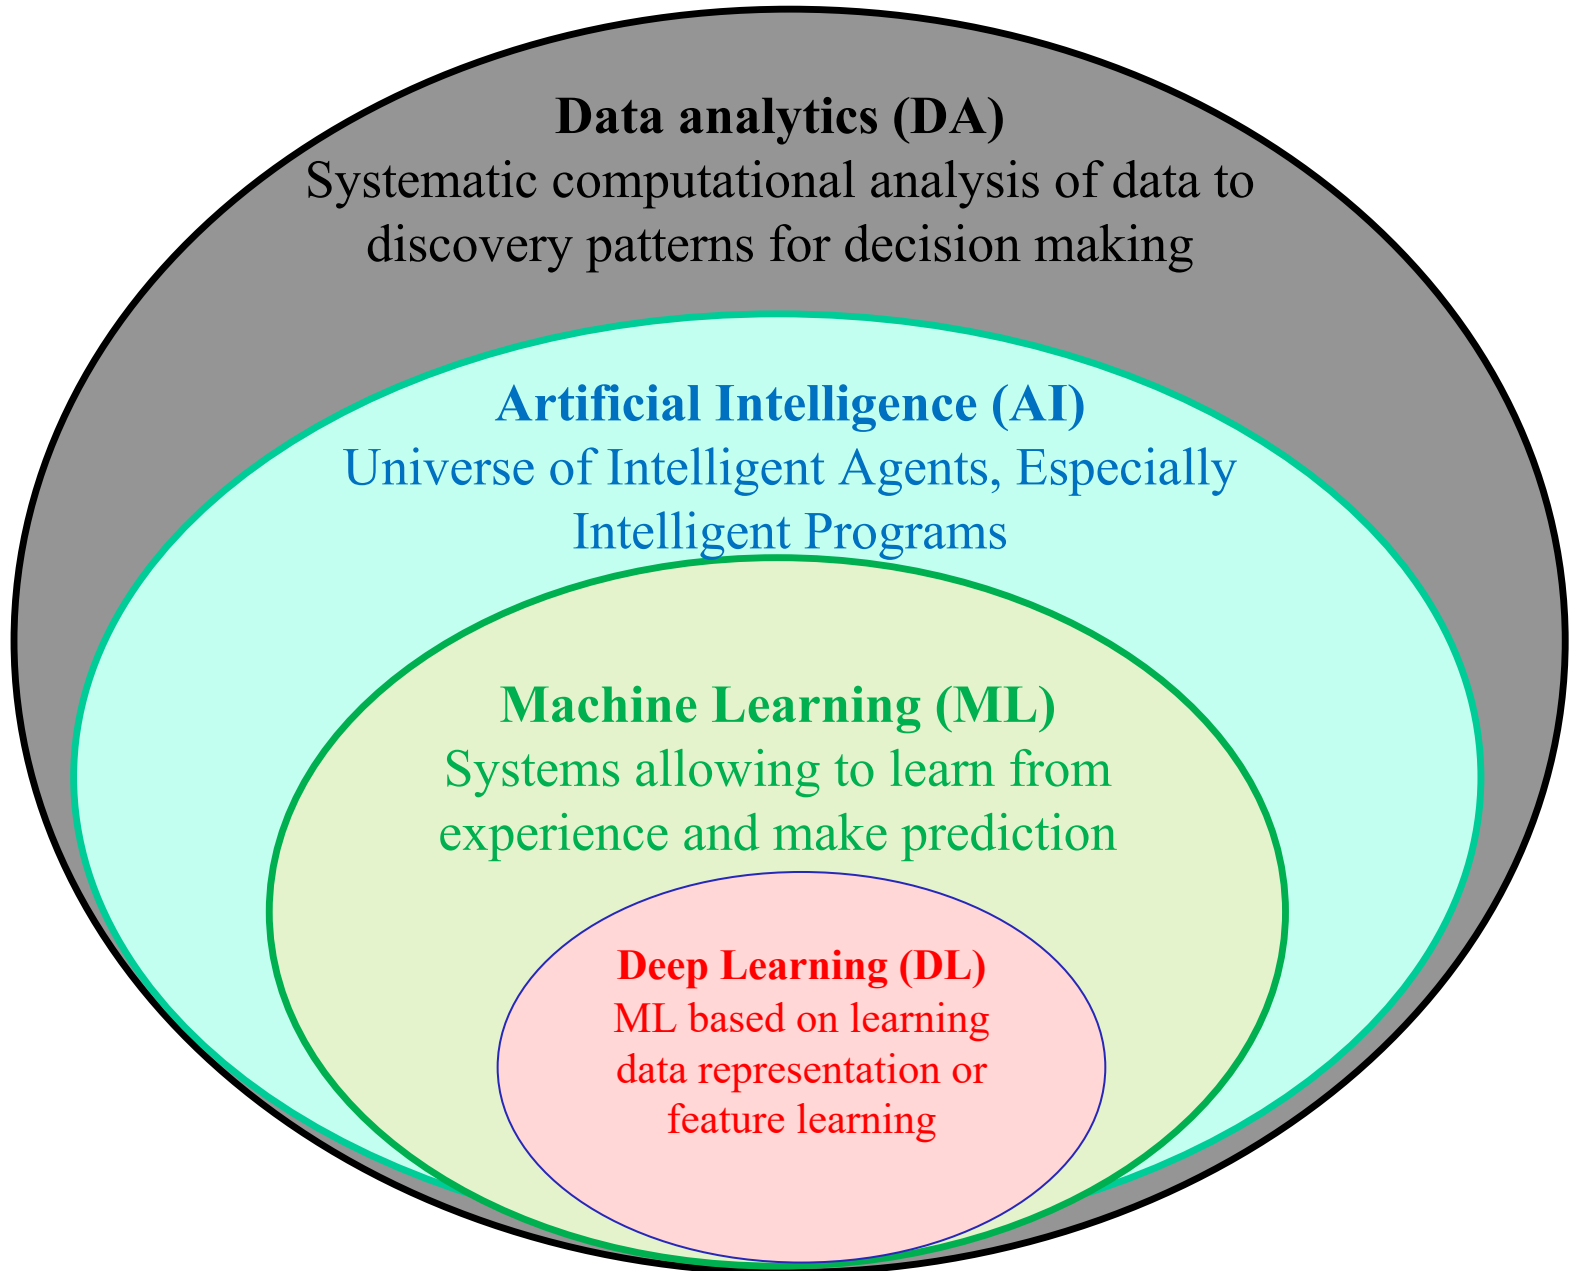 Data analytics (DA)
Systematic computational analysis of data to
discovery patterns for decision making
Artificial Intelligence (AI)
Universe of Intelligent Agents, Especially
Intelligent Programs
Machine Learning (ML)
Systems allowing to learn from
experience and make prediction
Deep Learning (DL)
ML based on learning
data representation or
feature learning